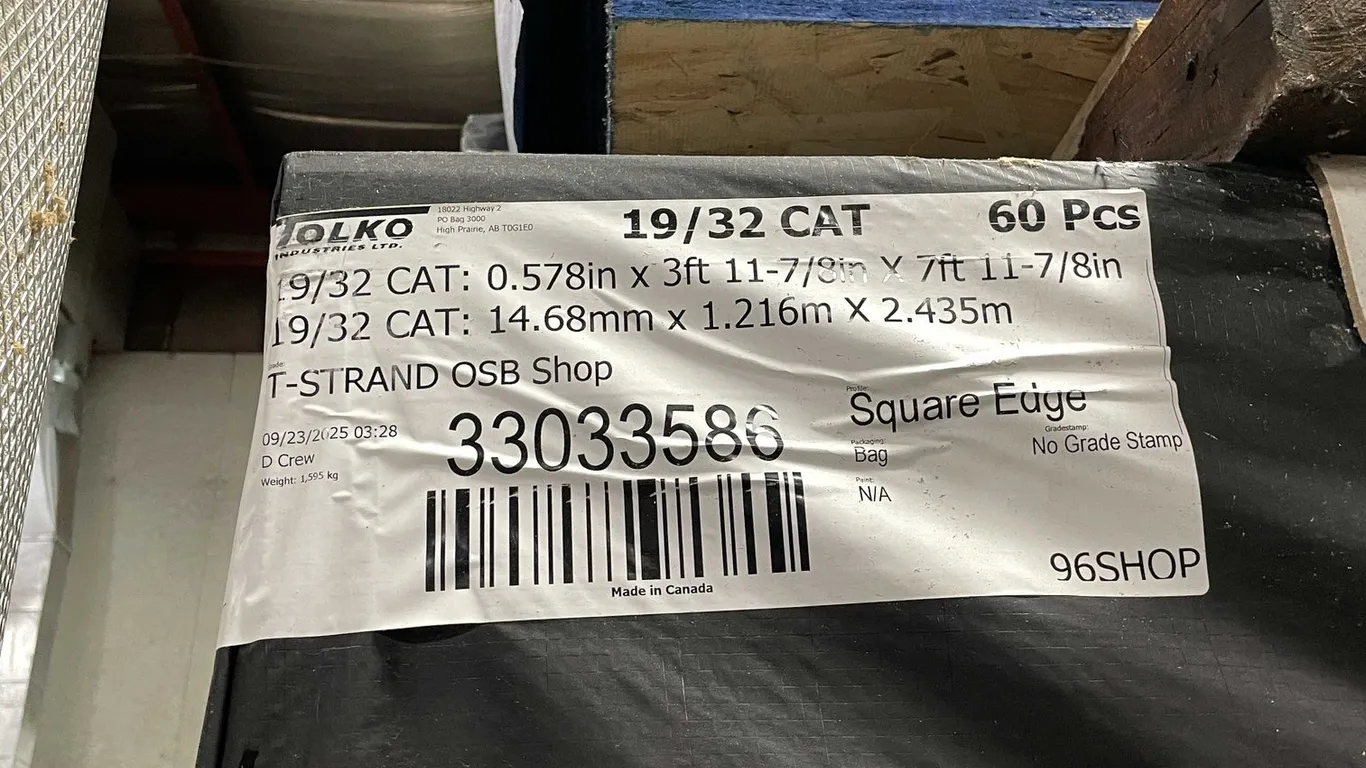 TOLKO
INDUSTRIES LTD.
18022 Highway 2
PO Bag 3000
High Prairie, AB T0G1E0
19/32 CAT
60 Pcs
19/32 CAT: 0.578in x 3ft 11-7/8in X 7ft 11-7/8in
19/32 CAT: 14.68mm x 1.216m X 2.435m
T-STRAND OSB Shop
09/23/2025 03:28
D Crew
Weight: 1,595 kg
33033586
Made in Canada
Profile:
Square Edge
Gradestamp:
No Grade Stamp
Packaging:
Bag
Paint:
N/A
96SHOP